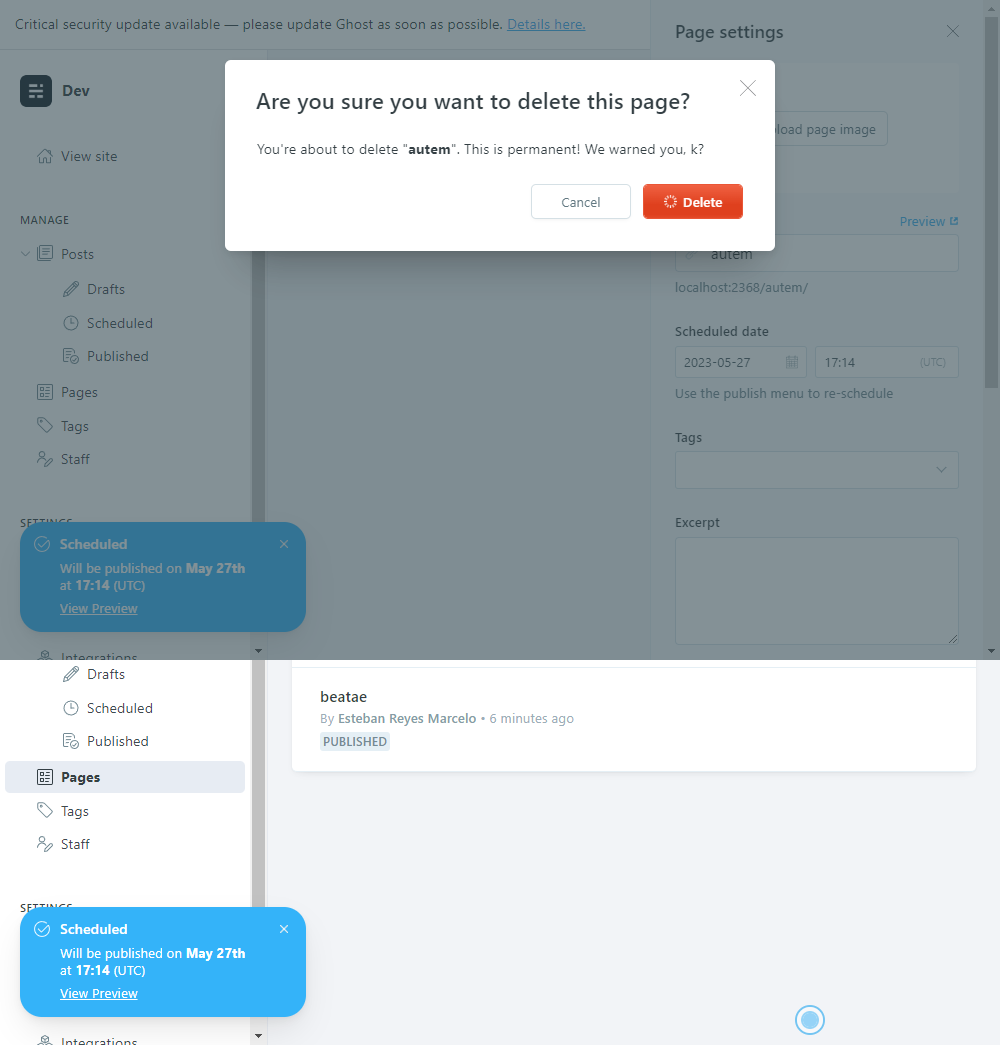 Critical security update available — please update Ghost as soon as possible. Details here.
Page settings
Dev
Are you sure you want to delete this page?
You're about to delete "autem". This is permanent! We warned you, k?
Cancel
Delete
load page image
View site
MANAGE
Posts
Drafts
Scheduled
Published
Pages
Tags
Staff
SETTINGS
Preview
autem
localhost:2368/autem/
Scheduled date
2023-05-27
17:14
(UTC)
Use the publish menu to re-schedule
Tags
Excerpt
Scheduled
Will be published on May 27th
at 17:14 (UTC)
View Preview
Integrations
Drafts
Scheduled
Published
Pages
Tags
Staff
SETTINGS
beatae
By Esteban Reyes Marcelo • 6 minutes ago
PUBLISHED
Scheduled
Will be published on May 27th
at 17:14 (UTC)
View Preview
Integrations